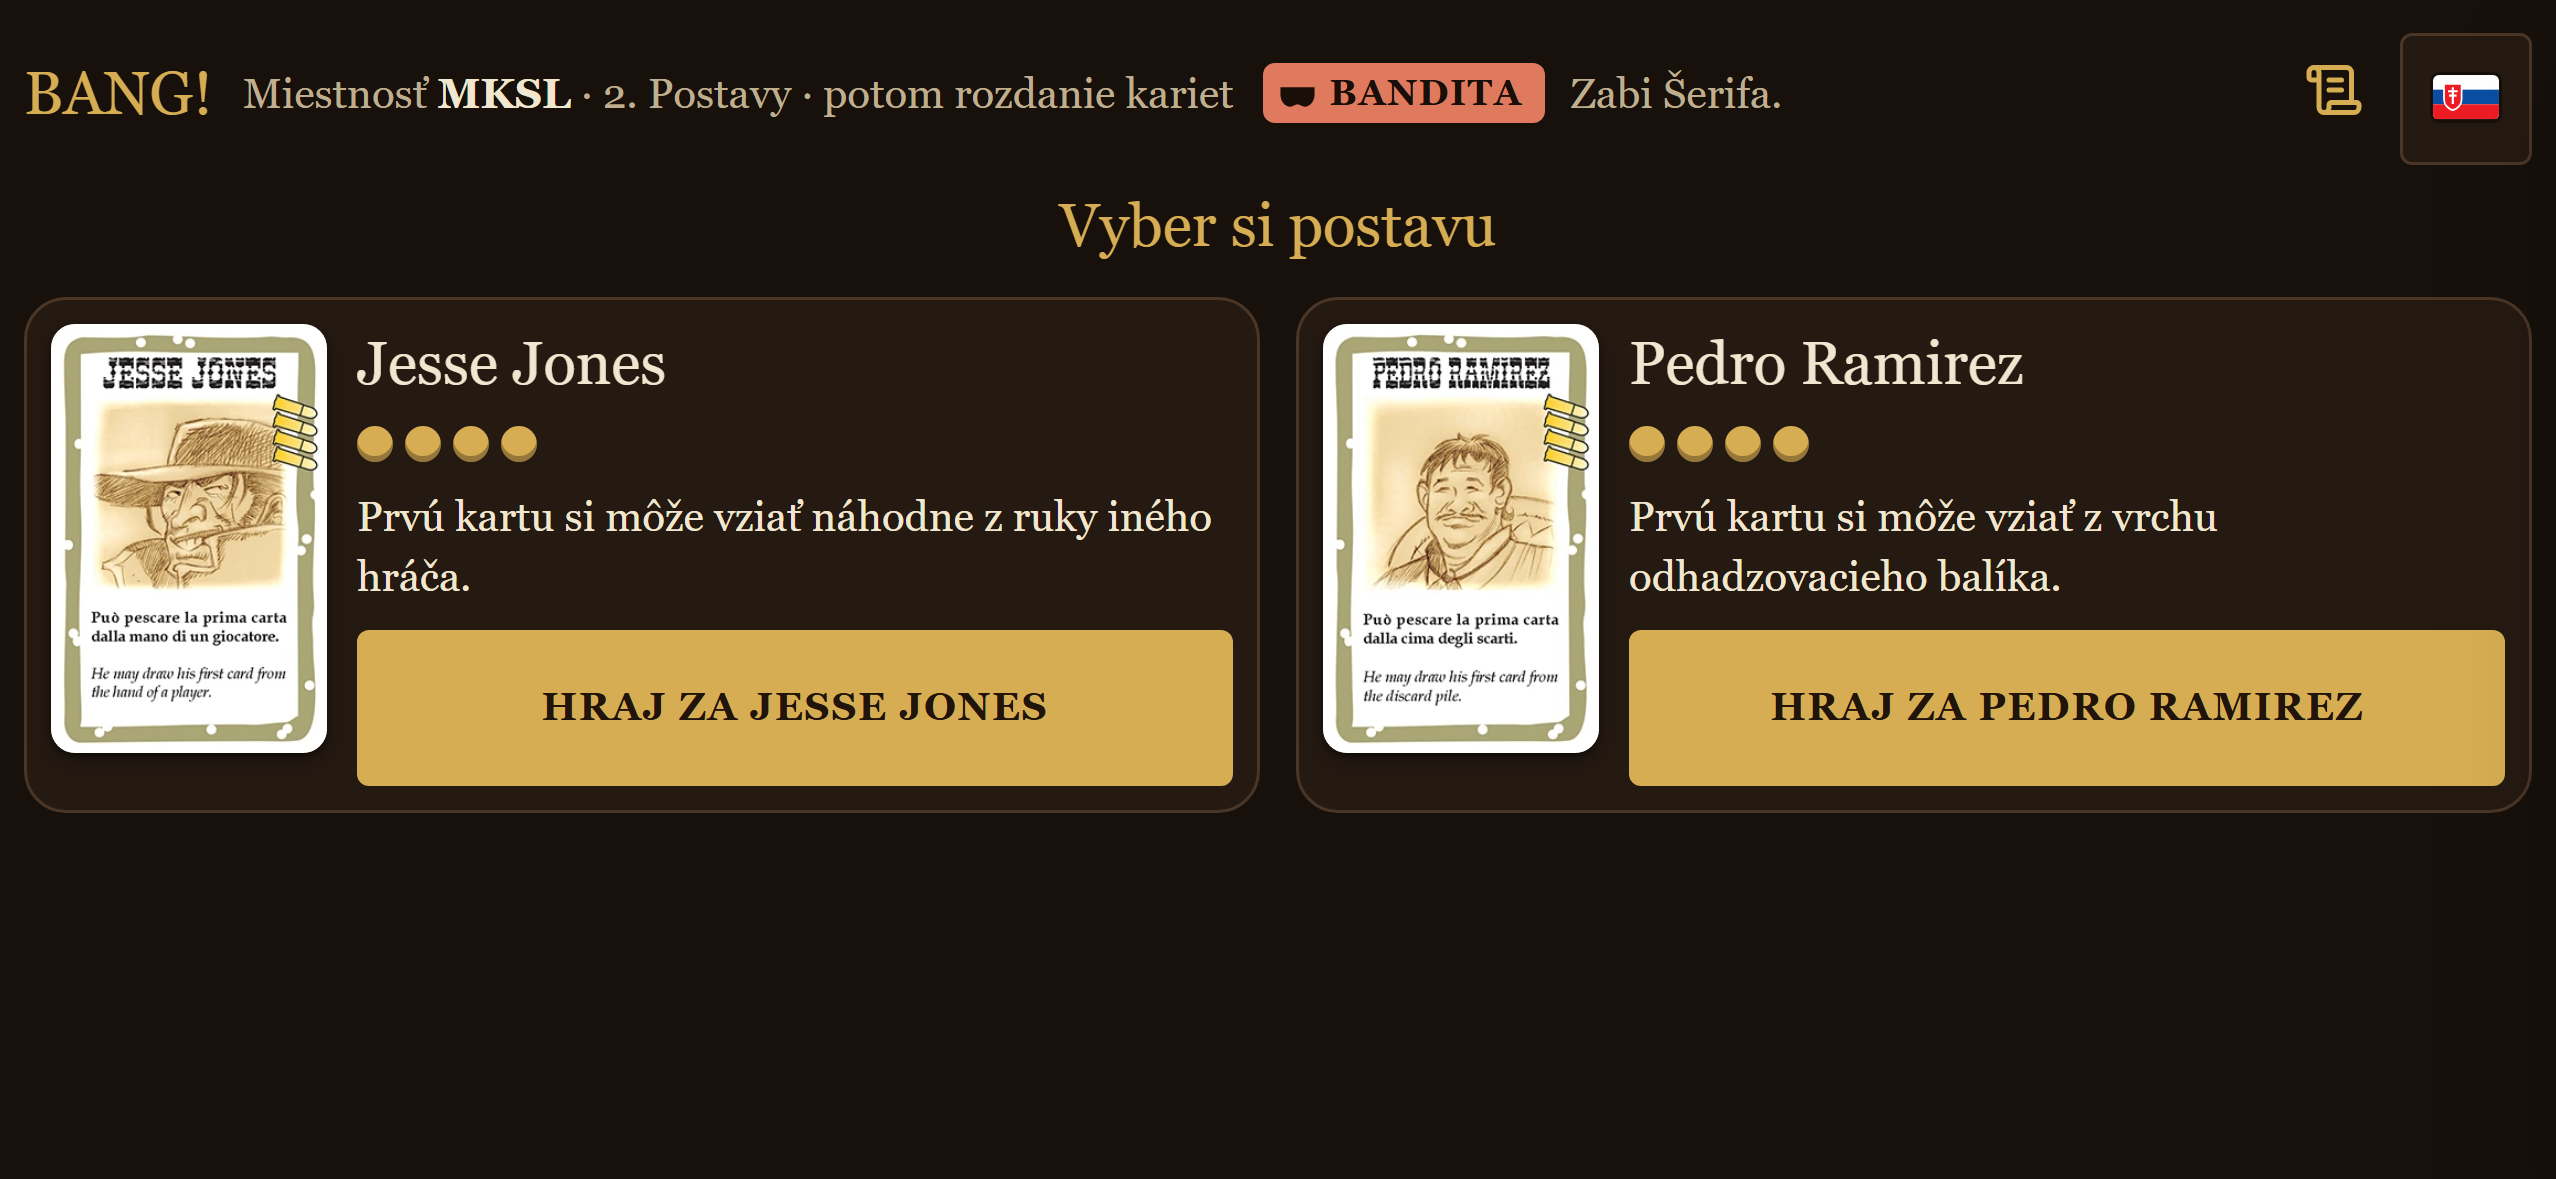 BANG! Miestnosť MKSL · 2. Postavy · potom rozdanie kariet BANDITA Zabi Šerifa.
Vyber si postavu
JESSE JONES
Può pescare la prima carta
dalla mano di un giocatore.
He may draw his first card from
the hand of a player.
Jesse Jones
Prvú kartu si môže vziať náhodne z ruky iného
hráča.
HRAJ ZA JESSE JONES
PEDRO RAMIREZ
Può pescare la prima carta
dalla cima degli scarti.
He may draw his first card from
the discard pile.
Pedro Ramirez
Prvú kartu si môže vziať z vrchu
odhadzovacieho balíka.
HRAJ ZA PEDRO RAMIREZ